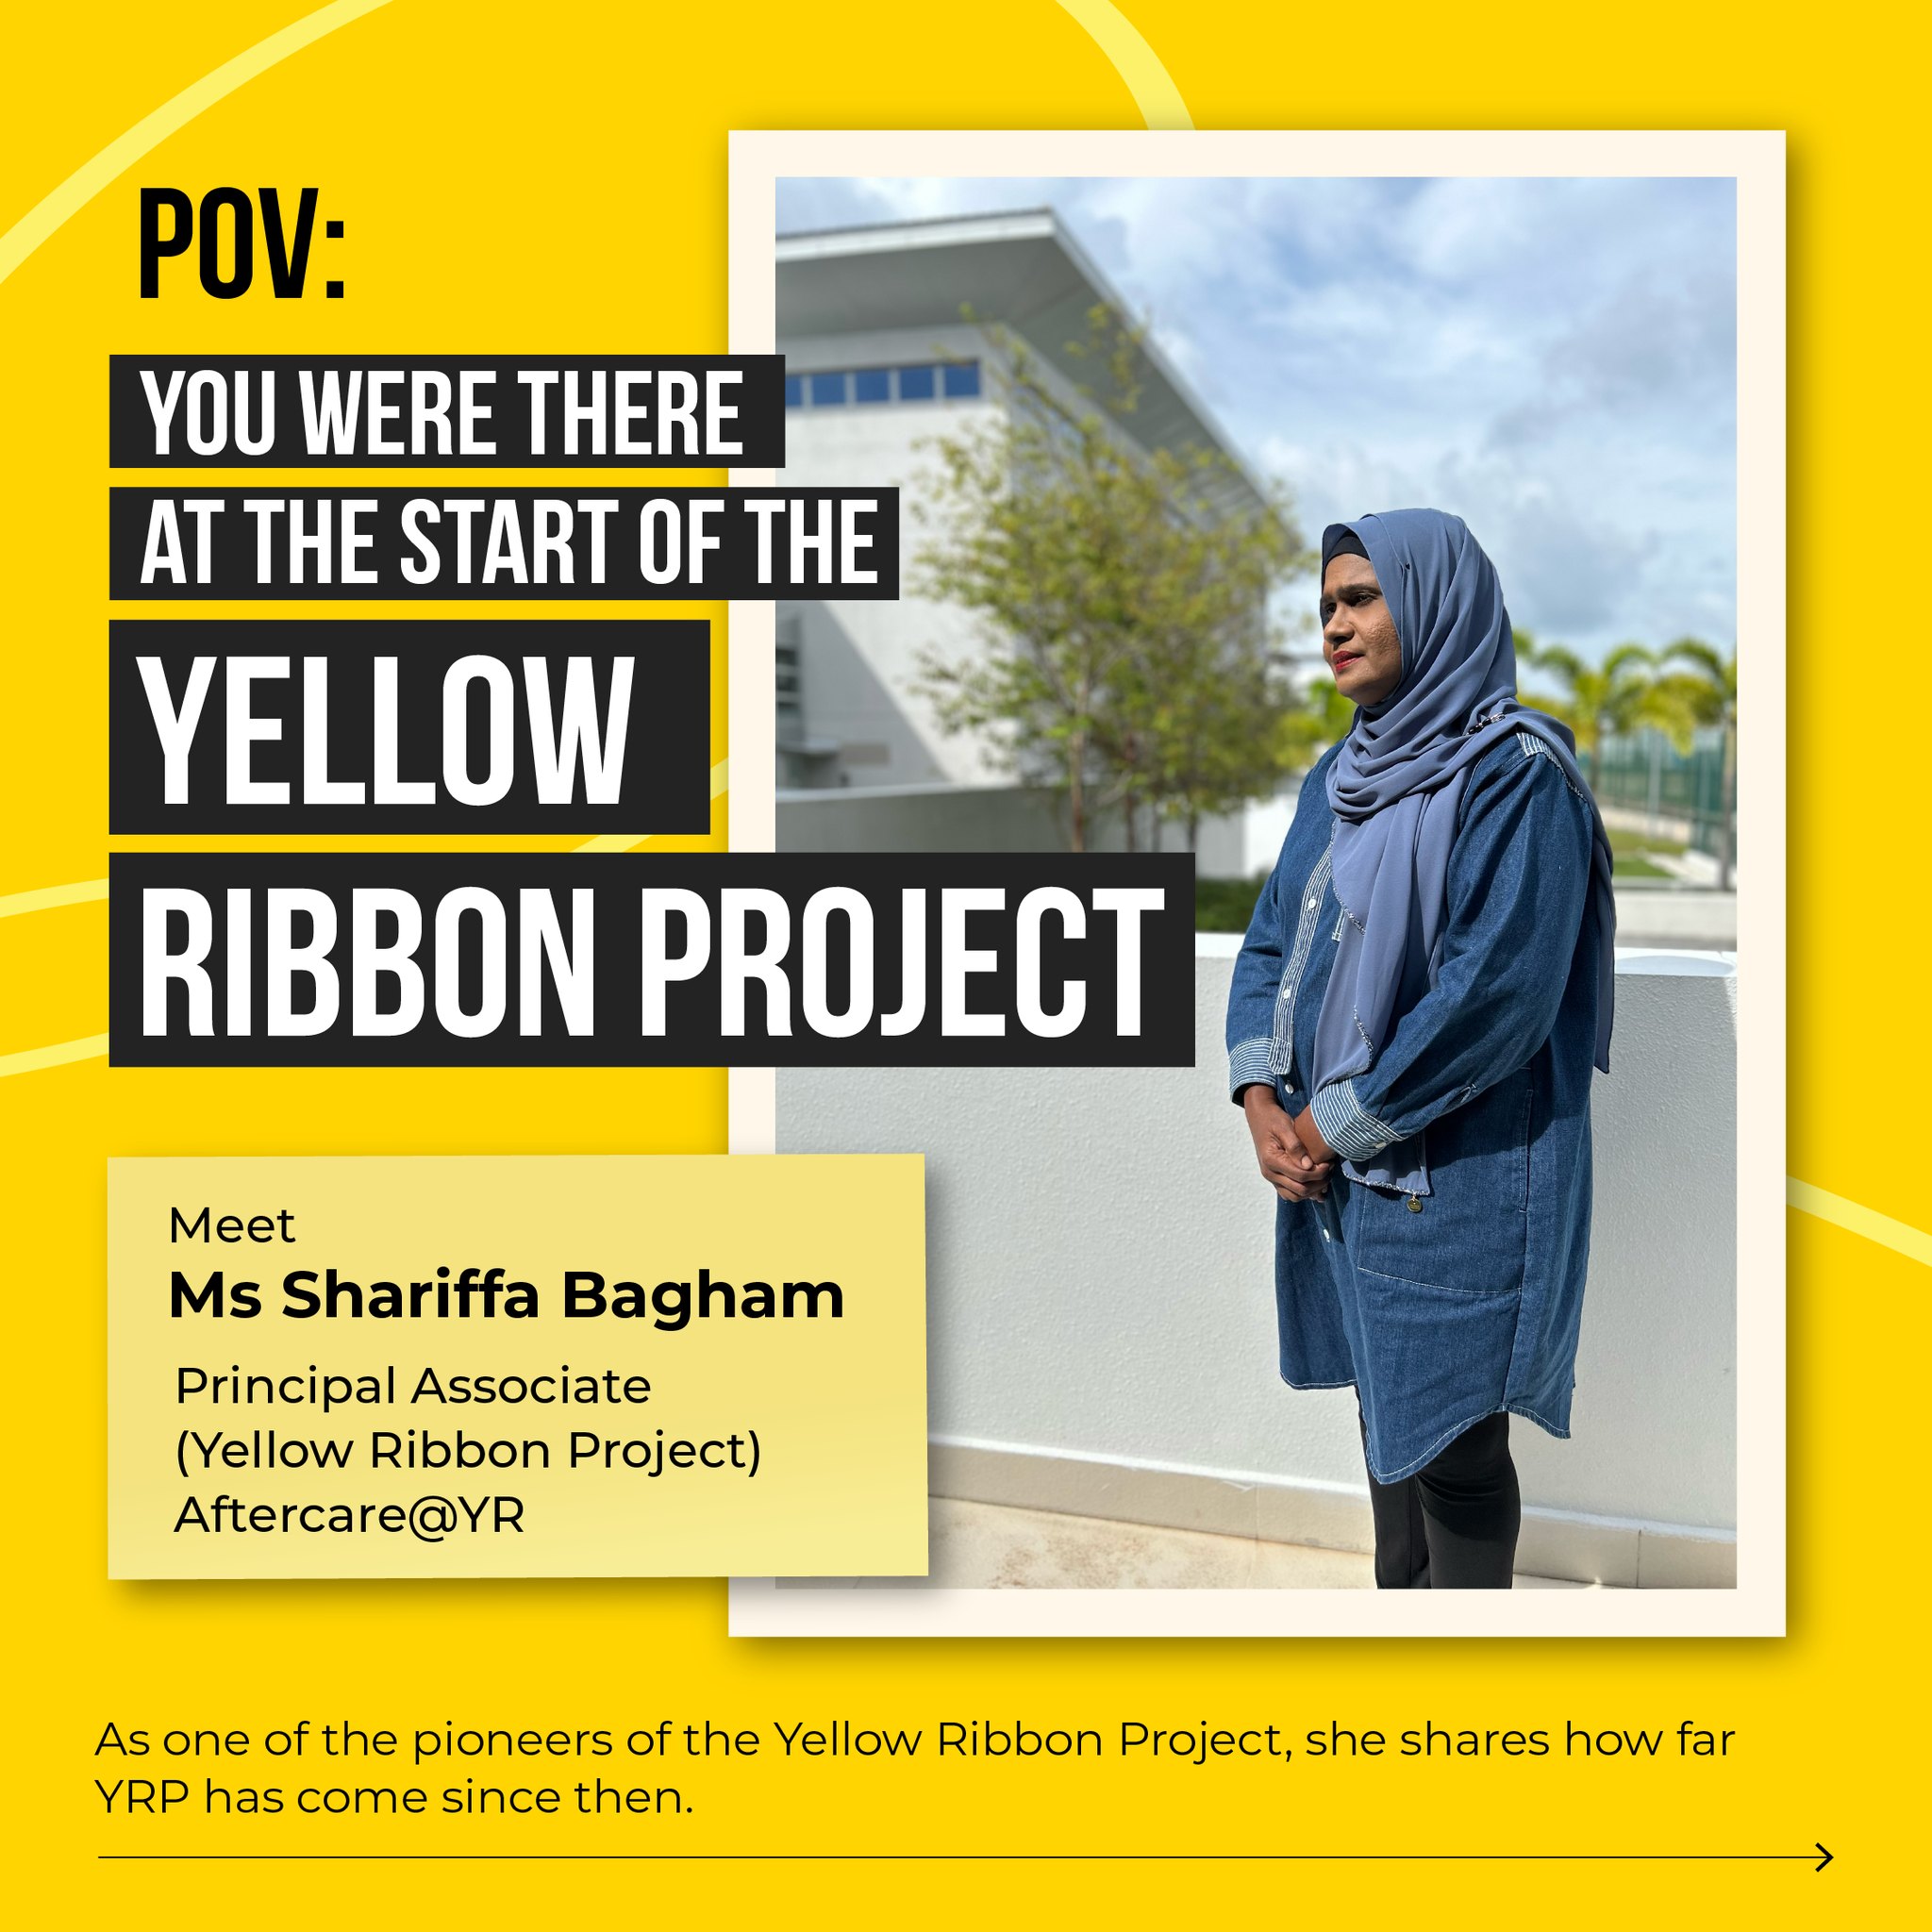 POV:
YOU WERE THERE
AT THE START OF THE
YELLOW
RIBBON PROJECT
Meet
Ms Shariffa Bagham
Principal Associate
(Yellow Ribbon Project)
Aftercare@YR
As one of the pioneers of the Yellow Ribbon Project, she shares how far
YRP has come since then.